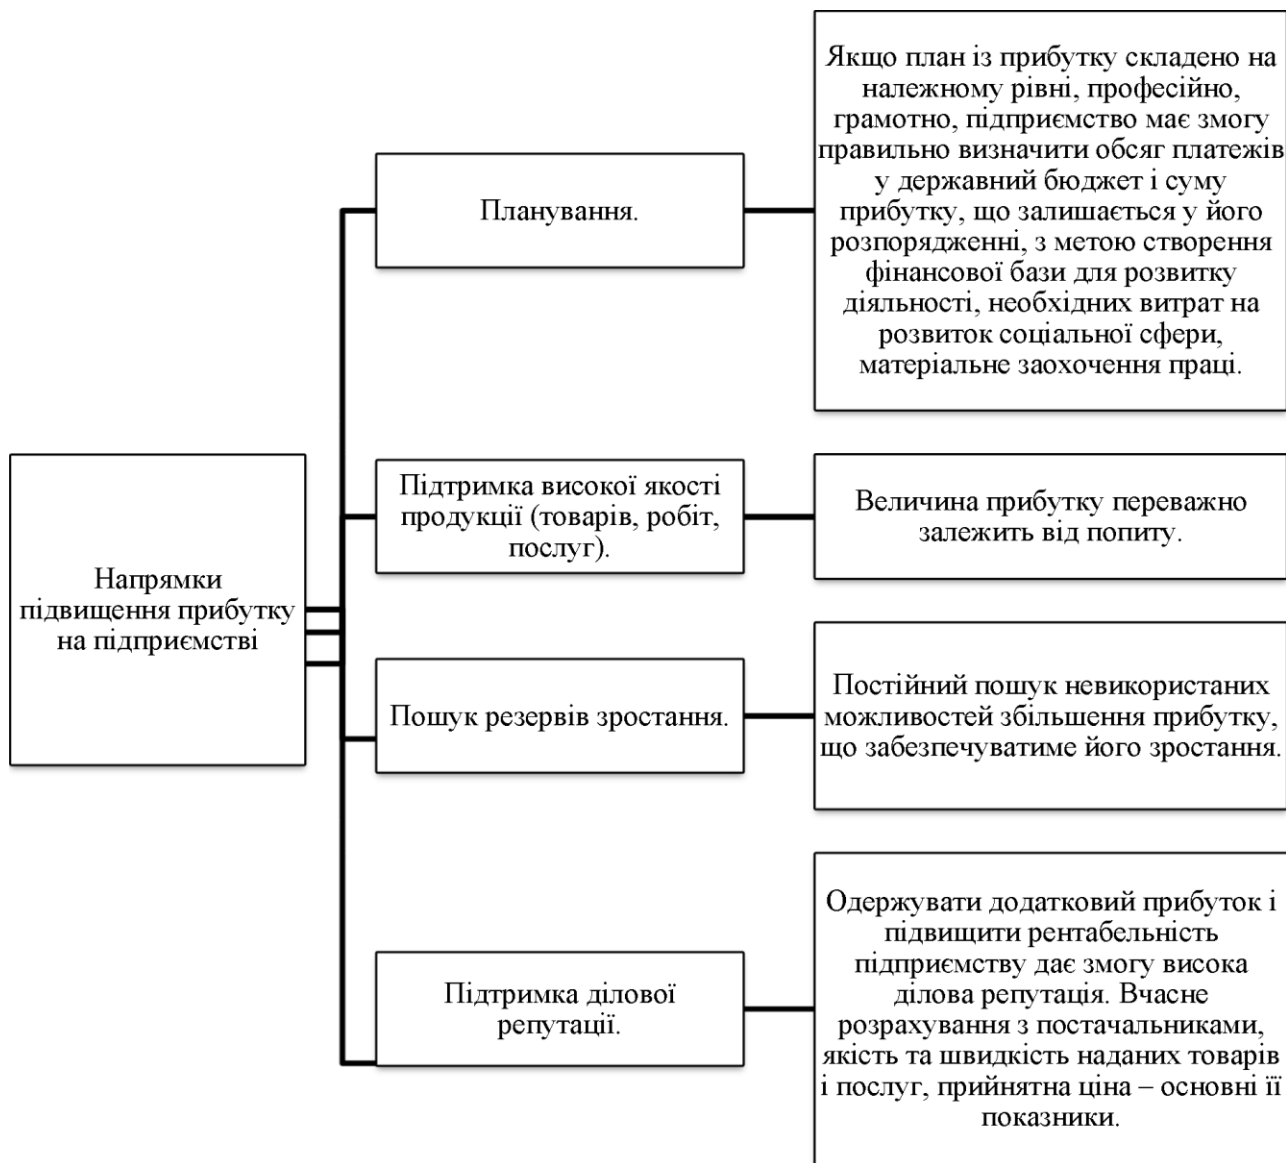 Напрямки
підвищення прибутку
на підприємстві
Планування.
Якщо план із прибутку складено на
належному рівні, професійно,
грамотно, підприємство має змогу
правильно визначити обсяг платежів
у державний бюджет і суму
прибутку, що залишається у його
розпорядженні, з метою створення
фінансової бази для розвитку
діяльності, необхідних витрат на
розвиток соціальної сфери,
матеріальне заохочення праці.
Підтримка високої якості
продукції (товарів, робіт,
послуг).
Величина прибутку переважно
залежить від попиту.
Пошук резервів зростання.
Постійний пошук невикористаних
можливостей збільшення прибутку,
що забезпечуватиме його зростання.
Підтримка ділової
репутації.
Одержувати додатковий прибуток і
підвищити рентабельність
підприємству дає змогу висока
ділова репутація. Вчасне
розрахування з постачальниками,
якість та швидкість наданих товарів
і послуг, прийнятна ціна – основні її
показники.